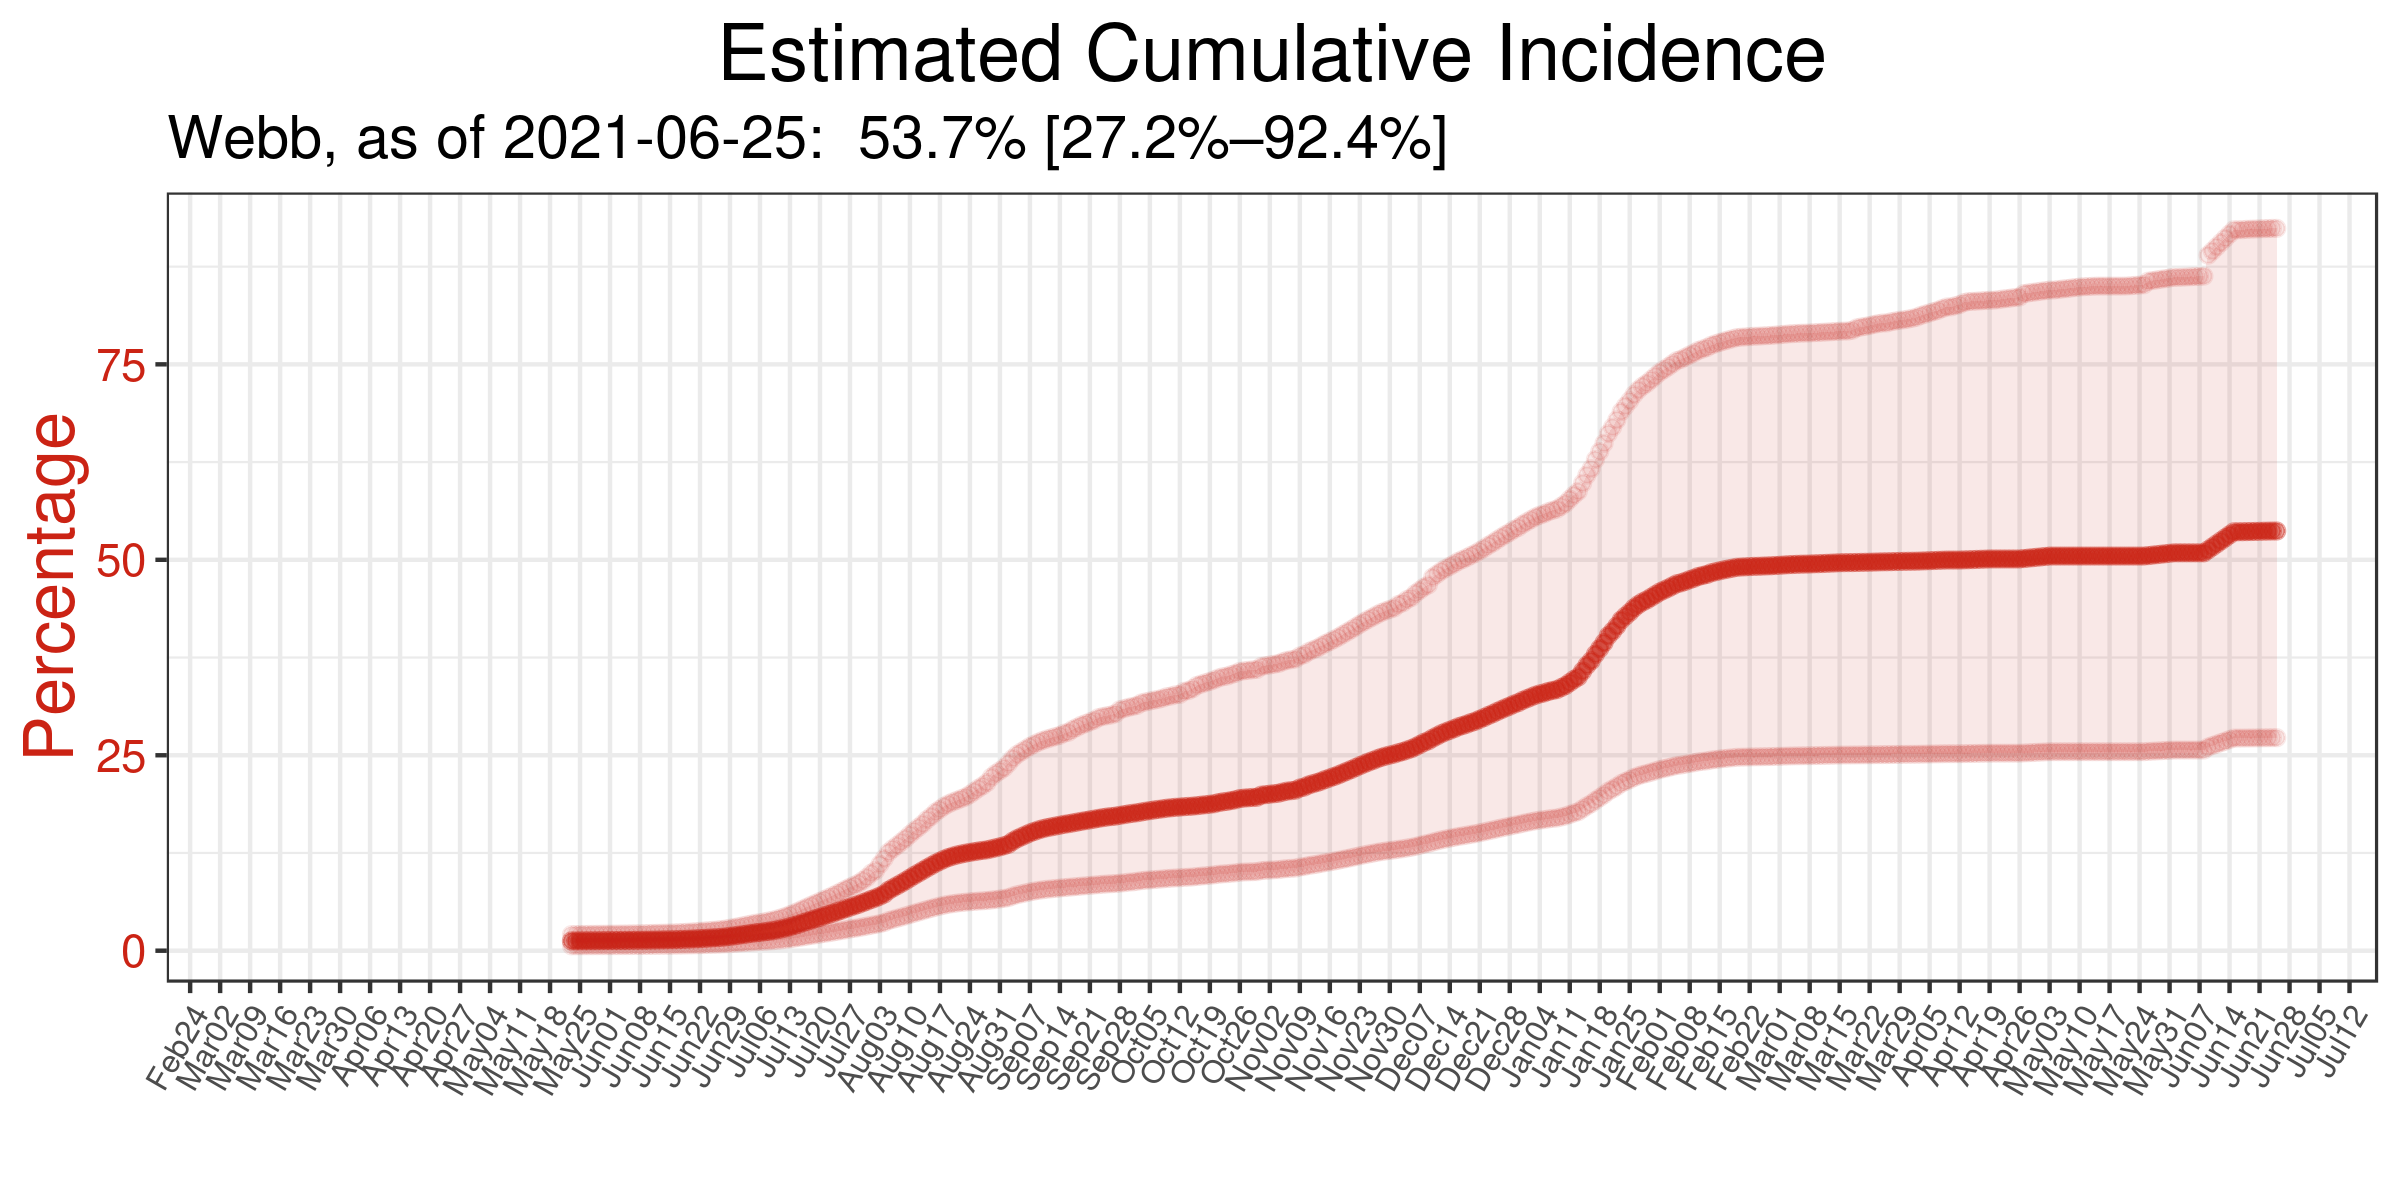 Estimated Cumulative Incidence
Webb, as of 2021-06-25:  53.7% [27.2%–92.4%]
Percentage
75
50
25
0
Feb24
Mar02
Mar09
Mar16
Mar23
Mar30
Apr06
Apr13
Apr20
Apr27
May04
May11
May18
May25
Jun01
Jun08
Jun15
Jun22
Jun29
Jul06
Jul13
Jul20
Jul27
Aug03
Aug10
Aug17
Aug24
Aug31
Sep07
Sep14
Sep21
Sep28
Oct05
Oct12
Oct19
Oct26
Nov02
Nov09
Nov16
Nov23
Nov30
Dec07
Dec14
Dec21
Dec28
Jan04
Jan11
Jan18
Jan25
Feb01
Feb08
Feb15
Feb22
Mar01
Mar08
Mar15
Mar22
Mar29
Apr05
Apr12
Apr19
Apr26
May03
May10
May17
May24
May31
Jun07
Jun14
Jun21
Jun28
Jul05
Jul12